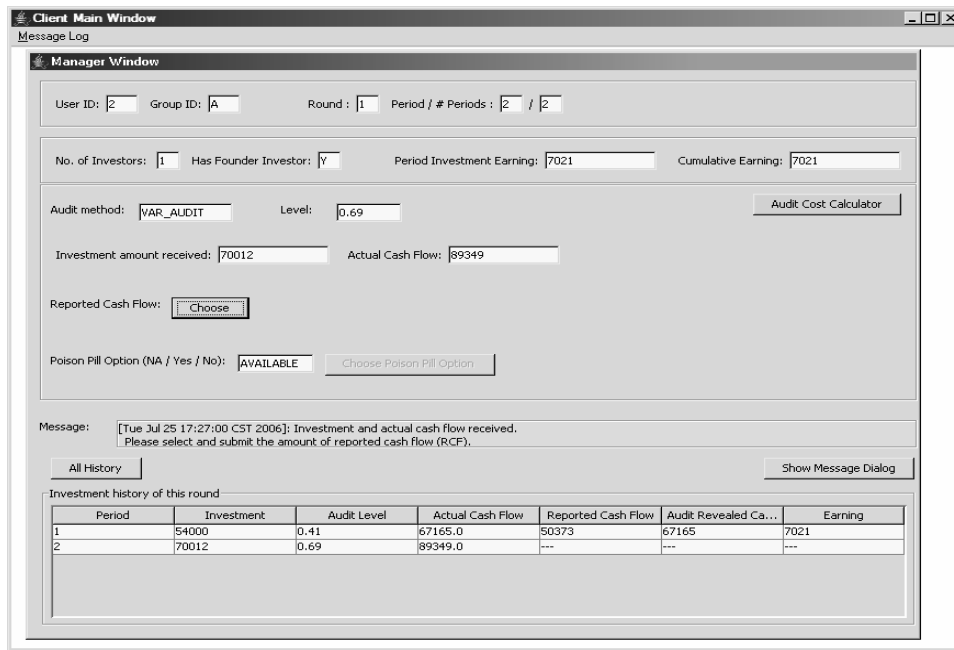 Client Main Window
Message Log
Manager Window
User ID: 2 Group ID: A Round : 1 Period / # Periods : 2 / 2
No. of Investors: 1 Has Founder Investor: Y Period Investment Earning: 7021 Cumulative Earning: 7021
Audit method: VAR_AUDIT Level: 0.69 Audit Cost Calculator
Investment amount received: 70012 Actual Cash Flow: 89349
Reported Cash Flow: Choose
Poison Pill Option (NA / Yes / No): AVAILABLE Choose Poison Pill Option
Message: [Tue Jul 25 17:27:00 CST 2006]: Investment and actual cash flow received.
Please select and submit the amount of reported cash flow (RCF).
All History Show Message Dialog
Investment history of this round
Period Investment Audit Level Actual Cash Flow Reported Cash Flow Audit Revealed Ca... Earning
1 54000 0.41 67165.0 50373 67165 7021
2 70012 0.69 89349.0 --- --- ---